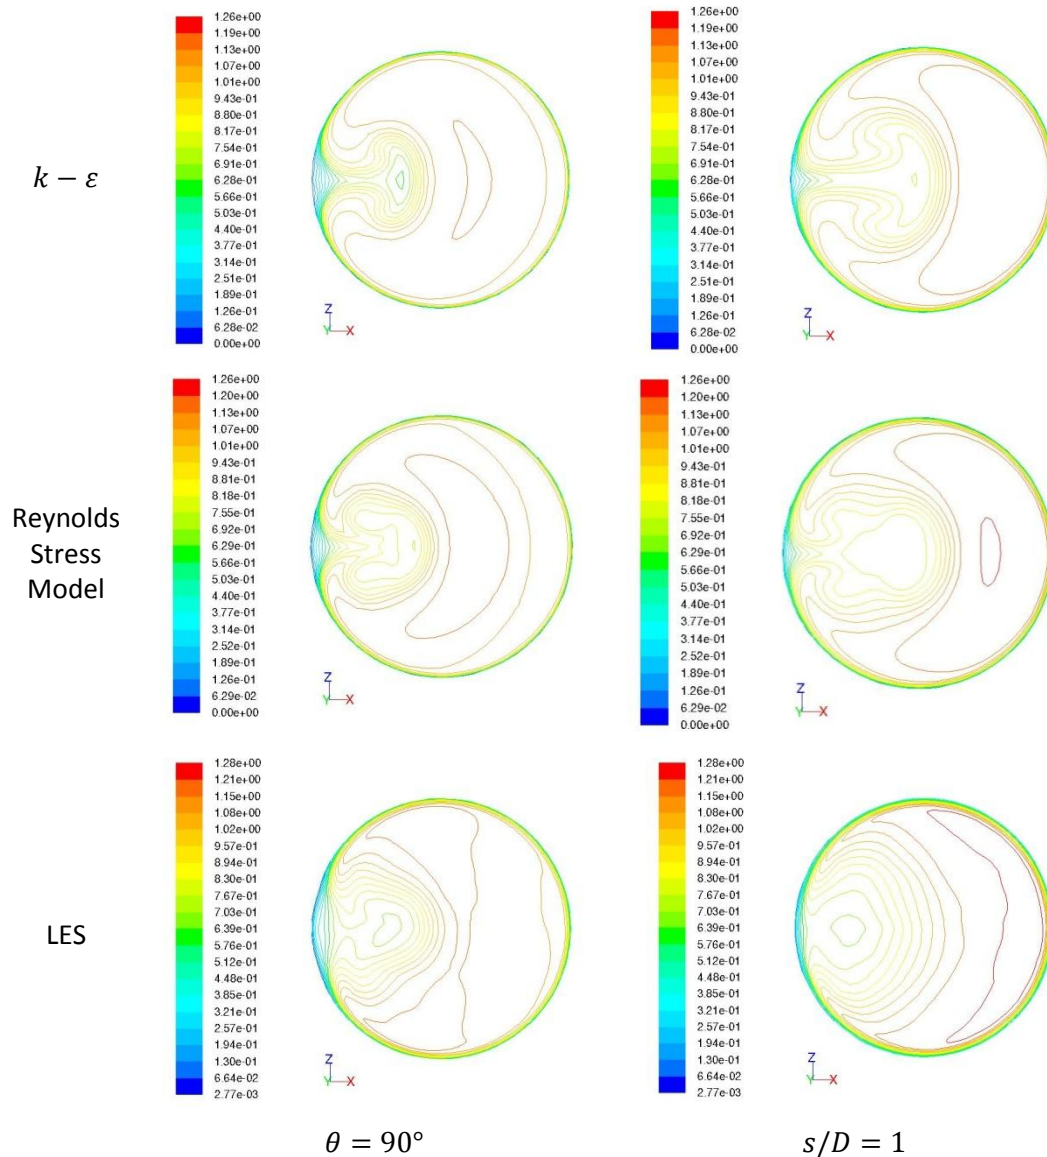 1.26e+00
1.19e+00
1.13e+00
1.07e+00
1.01e+00
9.43e-01
8.80e-01
8.17e-01
7.54e-01
6.91e-01
6.28e-01
5.66e-01
5.03e-01
4.40e-01
3.77e-01
3.14e-01
2.51e-01
1.89e-01
1.26e-01
6.28e-02
0.00e+00
Z
Y X
1.26e+00
1.19e+00
1.13e+00
1.07e+00
1.01e+00
9.43e-01
8.80e-01
8.17e-01
7.54e-01
6.91e-01
6.28e-01
5.66e-01
5.03e-01
4.40e-01
3.77e-01
3.14e-01
2.51e-01
1.89e-01
1.26e-01
6.28e-02
0.00e+00
Z
Y X
k − ε
1.26e+00
1.20e+00
1.13e+00
1.07e+00
1.01e+00
9.43e-01
8.81e-01
8.18e-01
7.55e-01
6.92e-01
6.29e-01
5.66e-01
5.03e-01
4.40e-01
3.77e-01
3.14e-01
2.52e-01
1.89e-01
1.26e-01
6.29e-02
0.00e+00
Z
Y X
1.26e+00
1.20e+00
1.13e+00
1.07e+00
1.01e+00
9.43e-01
8.81e-01
8.18e-01
7.55e-01
6.92e-01
6.29e-01
5.66e-01
5.03e-01
4.40e-01
3.77e-01
3.14e-01
2.52e-01
1.89e-01
1.26e-01
6.29e-02
0.00e+00
Z
Y X
Reynolds
Stress
Model
1.28e+00
1.21e+00
1.15e+00
1.08e+00
1.02e+00
9.57e-01
8.94e-01
8.30e-01
7.67e-01
7.03e-01
6.39e-01
5.76e-01
5.12e-01
4.48e-01
3.85e-01
3.21e-01
2.57e-01
1.94e-01
1.30e-01
6.64e-02
2.77e-03
Z
Y X
1.28e+00
1.21e+00
1.15e+00
1.08e+00
1.02e+00
9.57e-01
8.94e-01
8.30e-01
7.67e-01
7.03e-01
6.39e-01
5.76e-01
5.12e-01
4.48e-01
3.85e-01
3.21e-01
2.57e-01
1.94e-01
1.30e-01
6.64e-02
2.77e-03
Z
Y X
LES
θ = 90°
s/D = 1